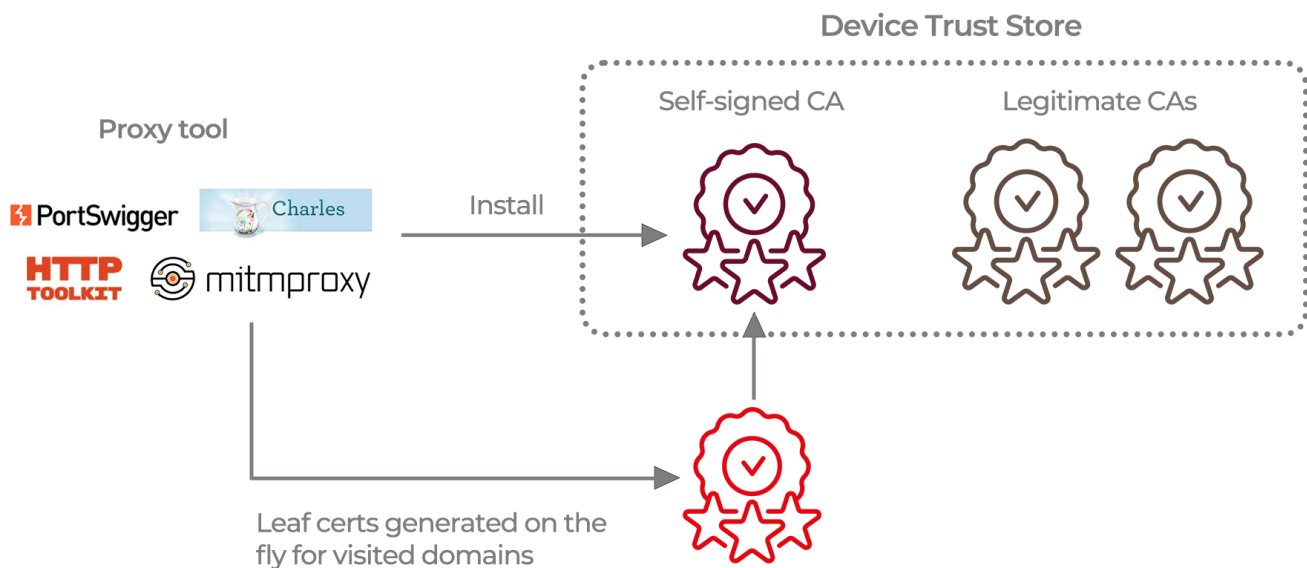 Device Trust Store
Self-signed CA
Legitimate CAs
Proxy tool
PortSwigger
Charles
Install
HTTP
TOOLKIT
mitmproxy
Leaf certs generated on the
fly for visited domains